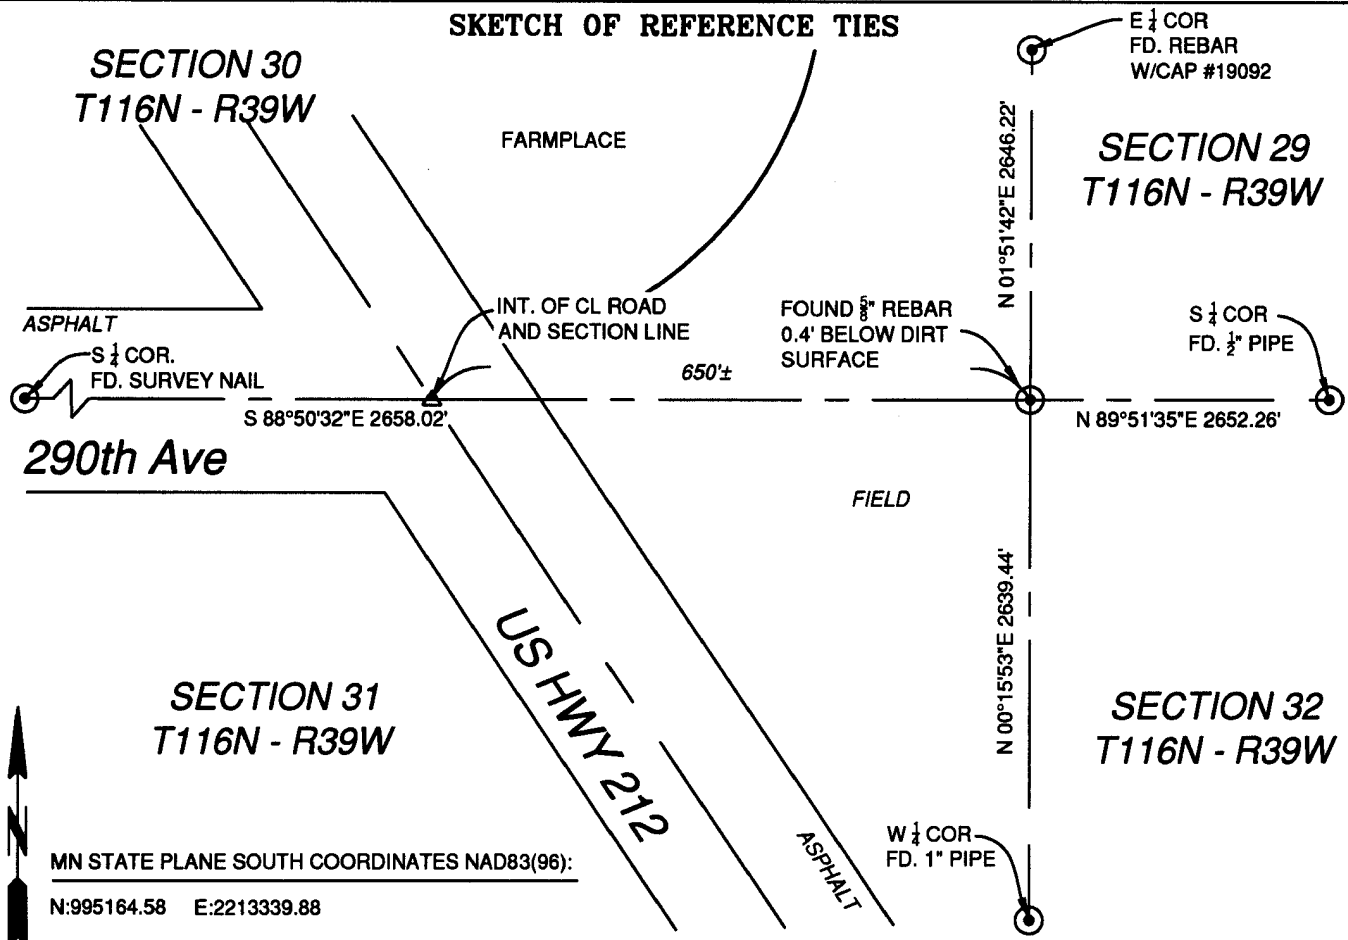 SKETCH OF REFERENCE TIES
E 1/4 COR
FD. REBAR
W/CAP #19092
SECTION 30
T116N - R39W
FARMPLACE
N 01°51'42"E 2646.22'
SECTION 29
T116N - R39W
ASPHALT
INT. OF CL ROAD
AND SECTION LINE
FOUND 5/8" REBAR
0.4' BELOW DIRT
SURFACE
S 1/4 COR
FD. 1/2" PIPE
S 1/4 COR.
FD. SURVEY NAIL
650'±
S 88°50'32"E 2658.02'
N 89°51'35"E 2652.26'
290th Ave
FIELD
N 00°15'53"E 2639.44'
US HWY 212
SECTION 31
T116N - R39W
SECTION 32
T116N - R39W
N
ASPHALT
W 1/4 COR
FD. 1" PIPE
MN STATE PLANE SOUTH COORDINATES NAD83(96):
N:995164.58 E:2213339.88